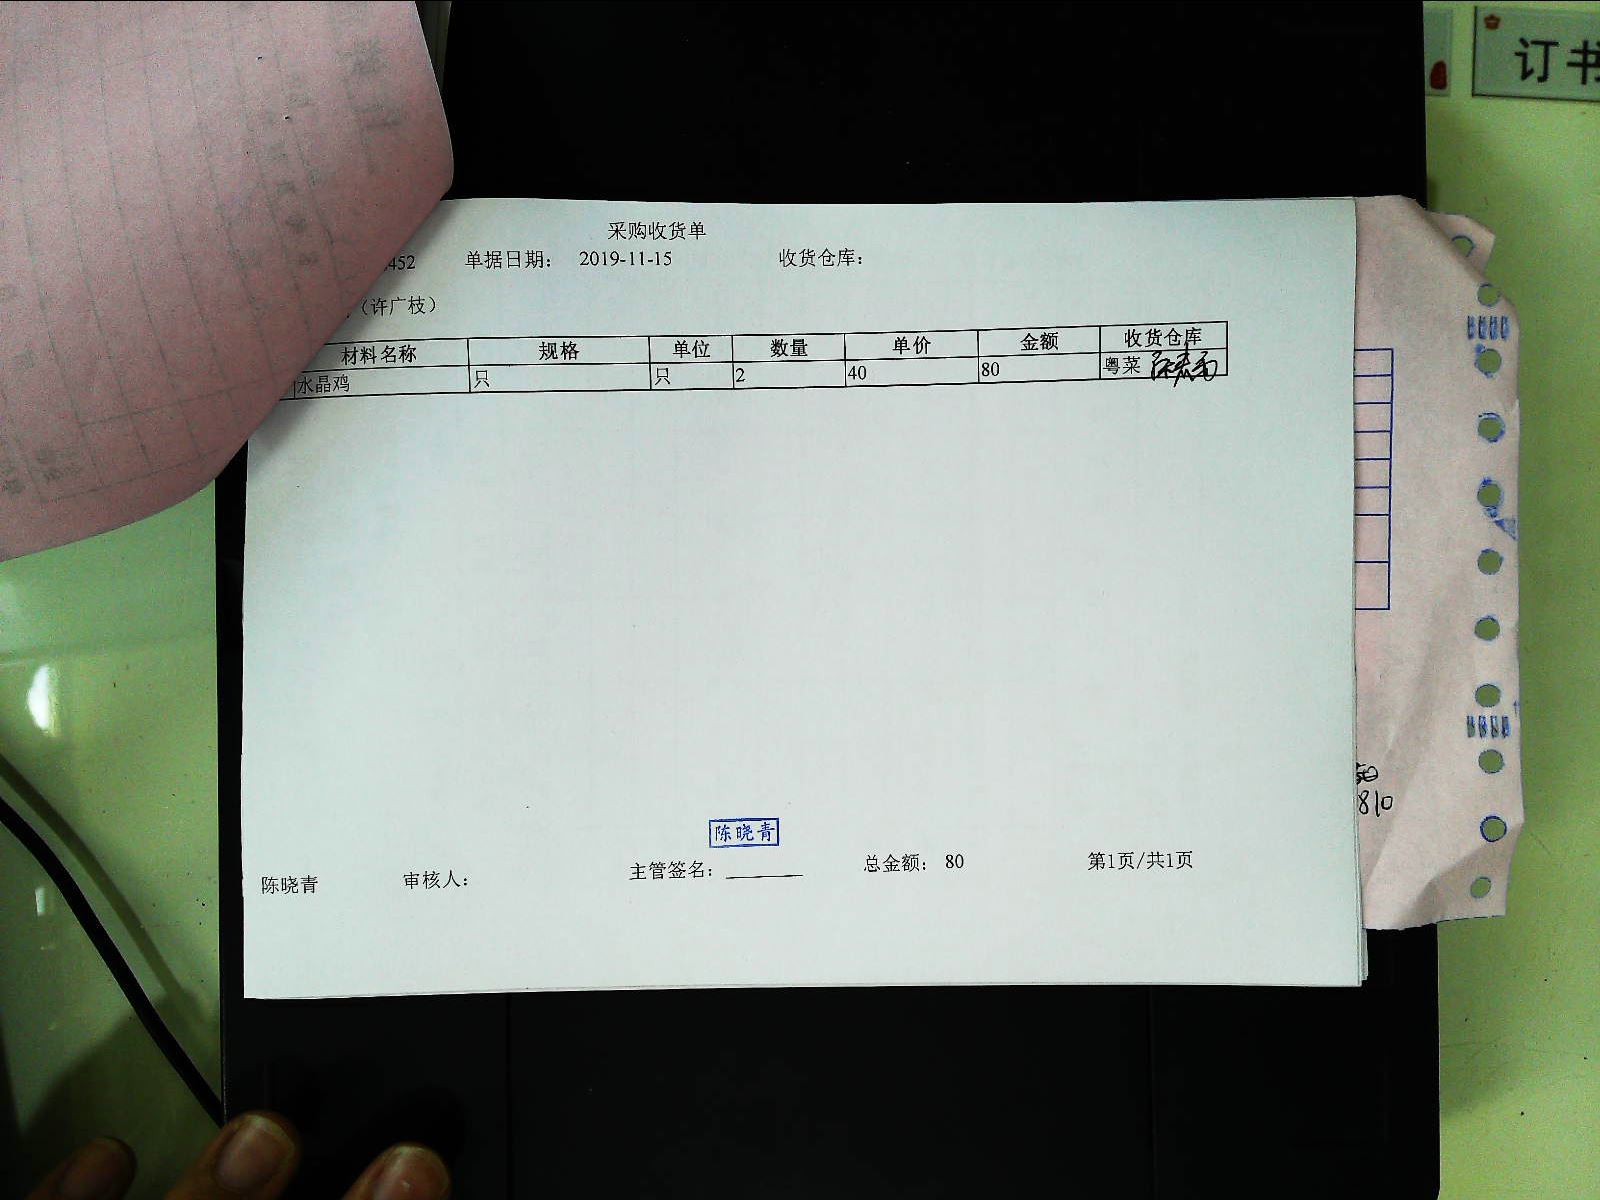 订书
采购收货单
452 单据日期： 2019-11-15 收货仓库：
（许广枝）
材料名称 规格 单位 数量 单价 金额 收货仓库
水晶鸡 只 只 2 40 80 粤菜
陈晓青
陈晓青 审核人： 主管签名： 总金额： 80 第1页/共1页
810